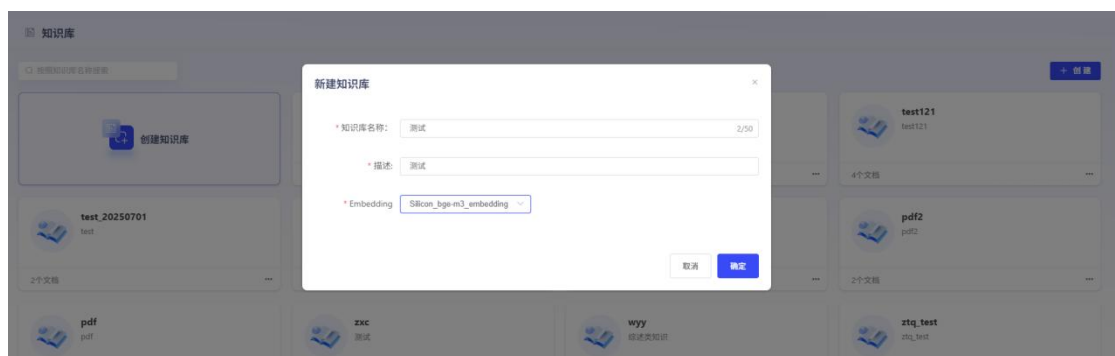 知识库
搜索知识库名称搜索
+ 创建
新建知识库
* 知识库名称: 测试 2/50
* 描述: 测试
* Embedding Silicon_bge-m3_embedding
取消 确定
创建知识库
test121
test121
4个文档
test_20250701
test
2个文档
pdf2
pdf2
2个文档
pdf
pdf
zxc
测试
wyy
综述类知识
ztq_test
ztq_test